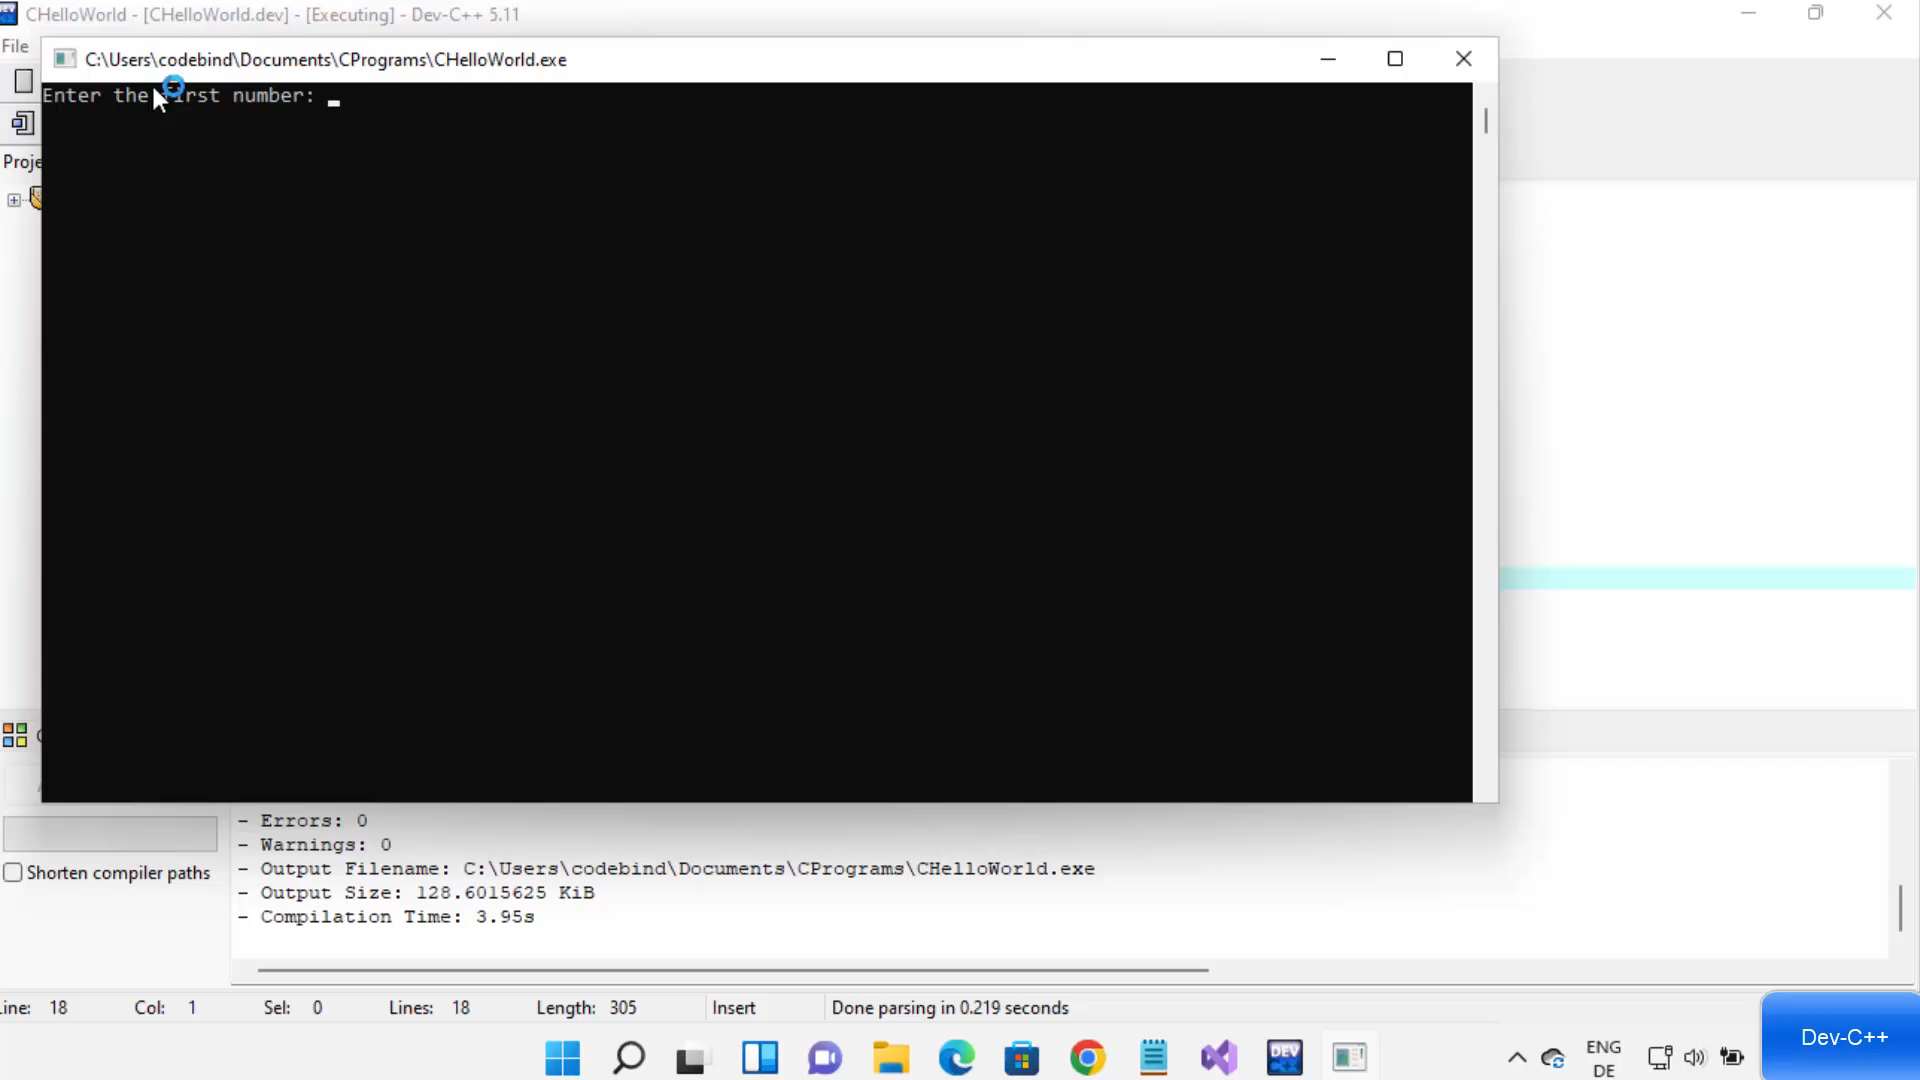 CHelloWorld - [CHelloWorld.dev] - [Executing] - Dev-C++ 5.11
File
C:\Users\codebind\Documents\CPrograms\CHelloWorld.exe
Enter the first number:
Proje
- Errors: 0
- Warnings: 0
Shorten compiler paths
- Output Filename: C:\Users\codebind\Documents\CPrograms\CHelloWorld.exe
- Output Size: 128.6015625 KiB
- Compilation Time: 3.95s
ine: 18 Col: 1 Sel: 0 Lines: 18 Length: 305 Insert Done parsing in 0.219 seconds
DEV
ENG
DE
Dev-C++